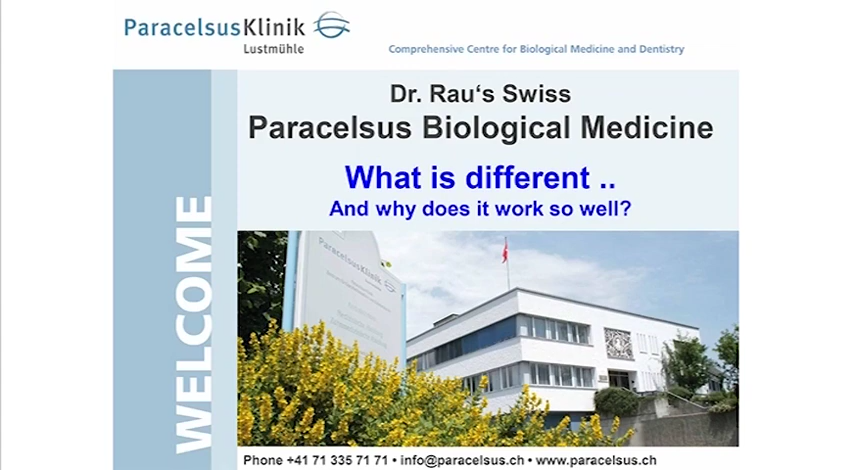 ParacelsusKlinik
Lustmühle
Comprehensive Centre for Biological Medicine and Dentistry
WELCOME
Dr. Rau‘s Swiss
Paracelsus Biological Medicine
What is different ..
And why does it work so well?
ParacelsusKlinik
Phone +41 71 335 71 71 • info@paracelsus.ch • www.paracelsus.ch